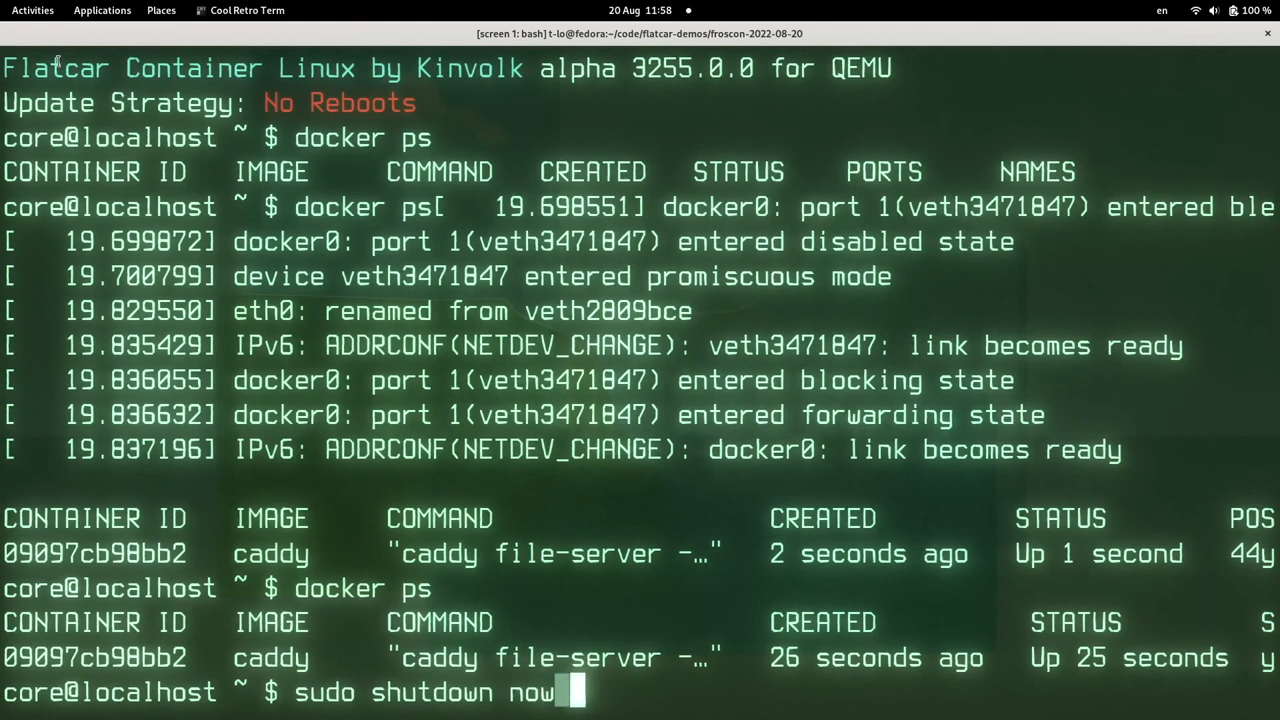 Activities Applications Places Cool Retro Term 20 Aug 11:58 en 100 %
[screen 1: bash] t-lo@fedora:~/code/flatcar-demos/froscon-2022-08-20 ×
Flatcar Container Linux by Kinvolk alpha 3255.0.0 for QEMU
Update Strategy: No Reboots
core@localhost ~ $ docker ps
CONTAINER ID IMAGE COMMAND CREATED STATUS PORTS NAMES
core@localhost ~ $ docker ps[ 19.698551] docker0: port 1(veth3471847) entered ble
[ 19.699872] docker0: port 1(veth3471847) entered disabled state
[ 19.700799] device veth3471847 entered promiscuous mode
[ 19.829550] eth0: renamed from veth2809bce
[ 19.835429] IPv6: ADDRCONF(NETDEV_CHANGE): veth3471847: link becomes ready
[ 19.836055] docker0: port 1(veth3471847) entered blocking state
[ 19.836632] docker0: port 1(veth3471847) entered forwarding state
[ 19.837196] IPv6: ADDRCONF(NETDEV_CHANGE): docker0: link becomes ready
CONTAINER ID IMAGE COMMAND CREATED STATUS POS
09097cb98bb2 caddy "caddy file-server -…" 2 seconds ago Up 1 second 44y
core@localhost ~ $ docker ps
CONTAINER ID IMAGE COMMAND CREATED STATUS S
09097cb98bb2 caddy "caddy file-server -…" 26 seconds ago Up 25 seconds y
core@localhost ~ $ sudo shutdown now